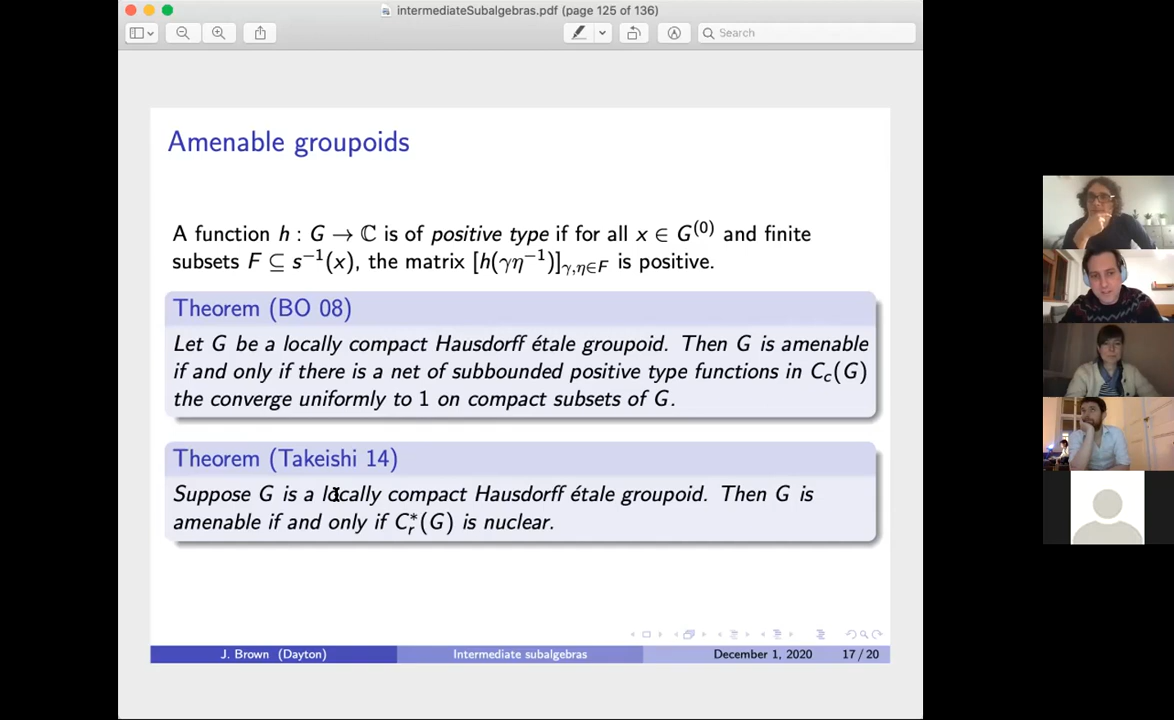 intermediateSubalgebras.pdf (page 125 of 136)
Search
Amenable groupoids
A function h : G → ℂ is of positive type if for all x ∈ G⁽⁰⁾ and finite
subsets F ⊆ s⁻¹(x), the matrix [h(γη⁻¹)]γ,η∈F is positive.
Theorem (BO 08)
Let G be a locally compact Hausdorff étale groupoid. Then G is amenable
if and only if there is a net of subbounded positive type functions in C_c(G)
the converge uniformly to 1 on compact subsets of G.
Theorem (Takeishi 14)
Suppose G is a locally compact Hausdorff étale groupoid. Then G is
amenable if and only if C*_r(G) is nuclear.
J. Brown (Dayton) Intermediate subalgebras December 1, 2020 17 / 20